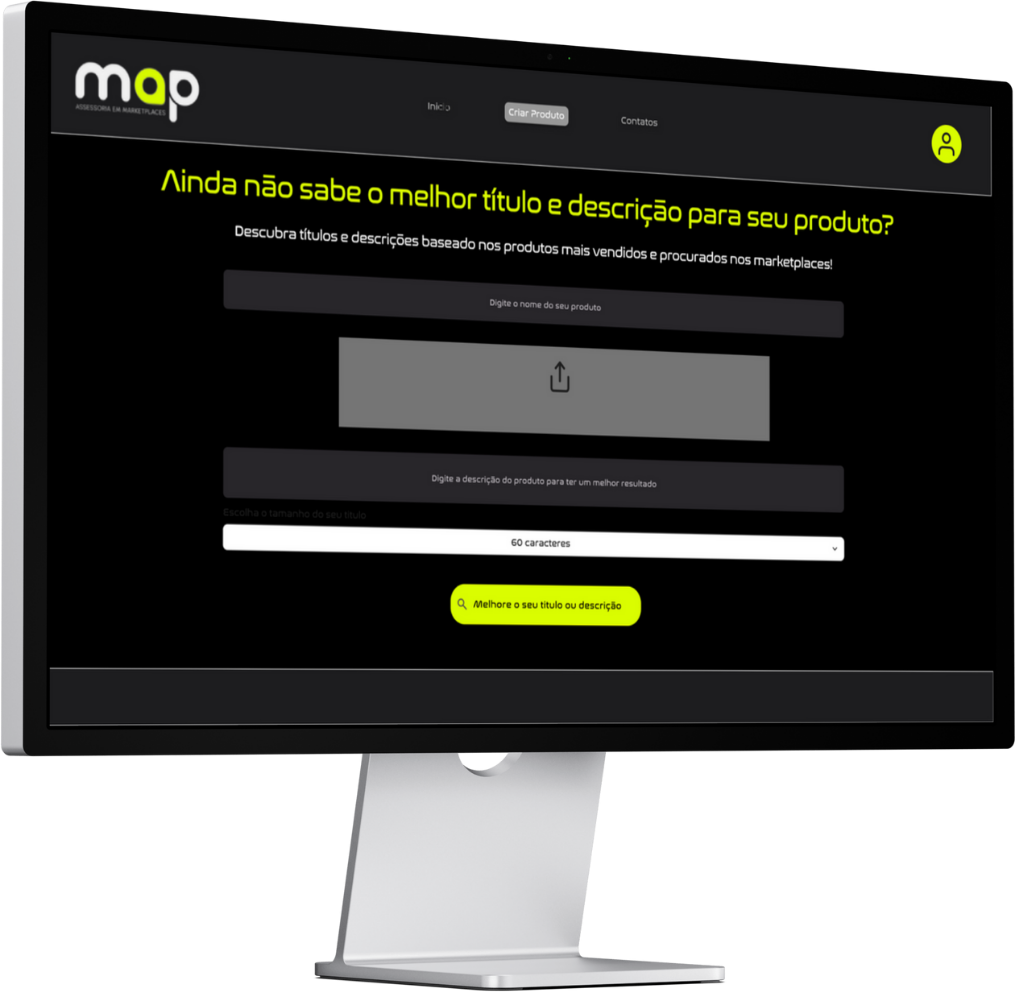 map
ASSESSORIA EM MARKETPLACES
Início
Criar Produto
Contatos
Ainda não sabe o melhor título e descrição para seu produto?
Descubra títulos e descrições baseado nos produtos mais vendidos e procurados nos marketplaces!
Digite o nome do seu produto
Digite a descrição do produto para ter um melhor resultado
Escolha o tamanho do seu titulo
60 caracteres
Melhore o seu titulo ou descrição